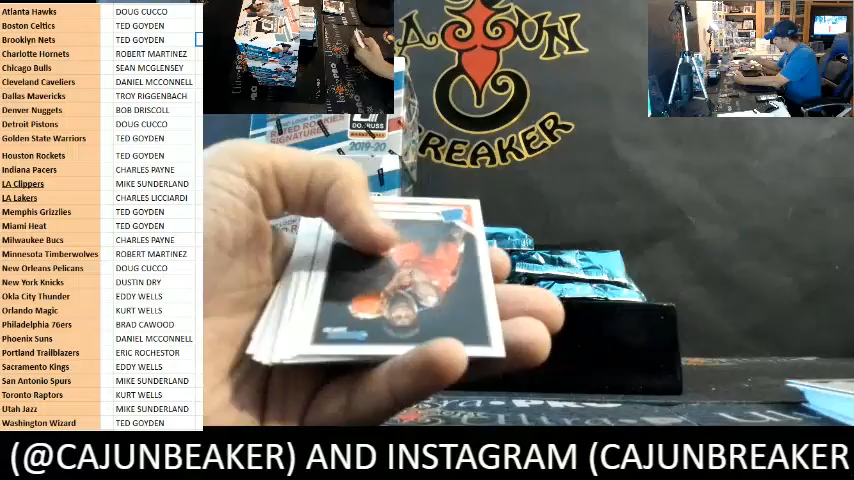 Atlanta Hawks DOUG CUCCO
Boston Celtics TED GOYDEN
Brooklyn Nets TED GOYDEN
Charlotte Hornets ROBERT MARTINEZ
Chicago Bulls SEAN MCGLENSEY
Cleveland Caveliers DANIEL MCCONNELL
Dallas Mavericks TROY RIGGENBACH
Denver Nuggets BOB DRISCOLL
Detroit Pistons DOUG CUCCO
Golden State Warriors TED GOYDEN
Houston Rockets TED GOYDEN
Indiana Pacers CHARLES PAYNE
LA Clippers MIKE SUNDERLAND
LA Lakers CHARLES LICCIARDI
Memphis Grizzlies TED GOYDEN
Miami Heat TED GOYDEN
Milwaukee Bucs CHARLES PAYNE
Minnesota Timberwolves ROBERT MARTINEZ
New Orleans Pelicans DOUG CUCCO
New York Knicks DUSTIN DRY
Okla City Thunder EDDY WELLS
Orlando Magic KURT WELLS
Philadelphia 76ers BRAD CAWOOD
Phoenix Suns DANIEL MCCONNELL
Portland Trailblazers ERIC ROCHESTOR
Sacramento Kings EDDY WELLS
San Antonio Spurs MIKE SUNDERLAND
Toronto Raptors KURT WELLS
Utah Jazz MIKE SUNDERLAND
Washington Wizard TED GOYDEN
CAJUN
BREAKER
RATED ROOKIES
SIGNATURES
DONRUSS
2019-20
(@CAJUNBEAKER) AND INSTAGRAM (CAJUNBREAKER